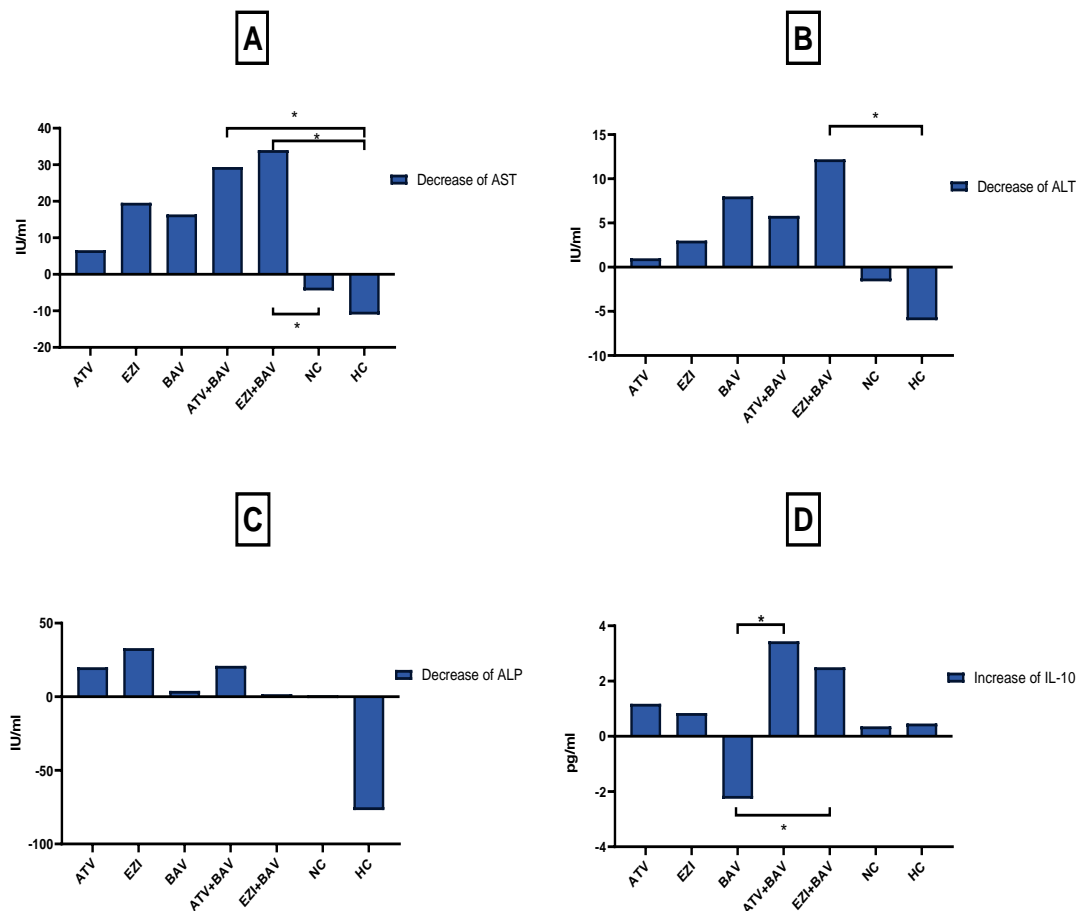 A
*
*
40
30
20
10
0
-10
-20
IU/ml
*
ATV
EZI
BAV
ATV+BAV
EZI+BAV
NC
HC
Decrease of AST
B
*
15
10
5
0
-5
-10
IU/ml
ATV
EZI
BAV
ATV+BAV
EZI+BAV
NC
HC
Decrease of ALT
C
50
0
-50
-100
IU/ml
ATV
EZI
BAV
ATV+BAV
EZI+BAV
NC
HC
Decrease of ALP
D
*
4
2
0
-2
-4
pg/ml
*
ATV
EZI
BAV
ATV+BAV
EZI+BAV
NC
HC
Increase of IL-10